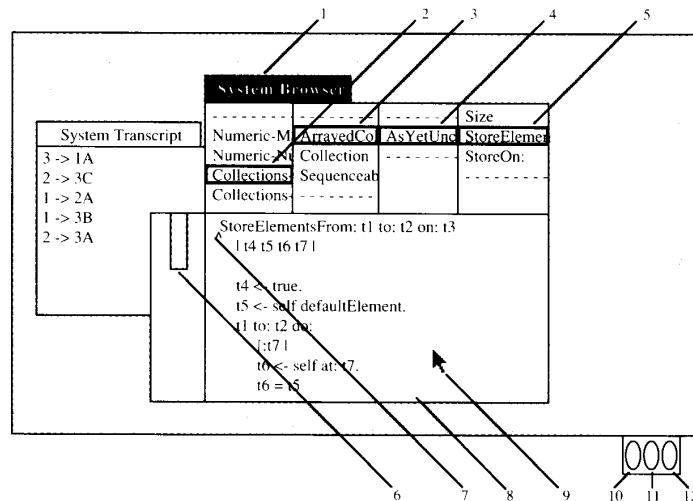 1 2 3 4 5
System Browser
Size
Numeric-M ArrayedCo AsYetUnc StoreElemen
Numeric-Nu Collection StoreOn:
Collections- Sequenceab
Collections-
System Transcript
3 -> 1A
2 -> 3C
1 -> 2A
1 -> 3B
2 -> 3A
StoreElementsFrom: t1 to: t2 on: t3
| t4 t5 t6 t7 |
t4 <- true.
t5 <- self defaultElement.
t1 to: t2 do:
[:t7 |
t6 <- self at: t7.
t6 = t5
6 7 8 9 10 11 12